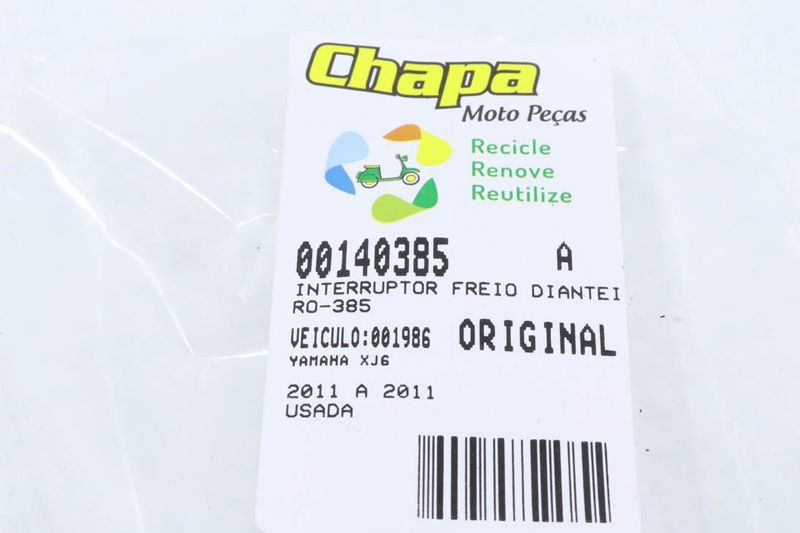 Chapa
Moto Peças
Recicle
Renove
Reutilize
00140385 A
INTERRUPTOR FREIO DIANTEI
RO-385
VEICULO:001986 ORIGINAL
YAMAHA XJ6
2011 A 2011
USADA